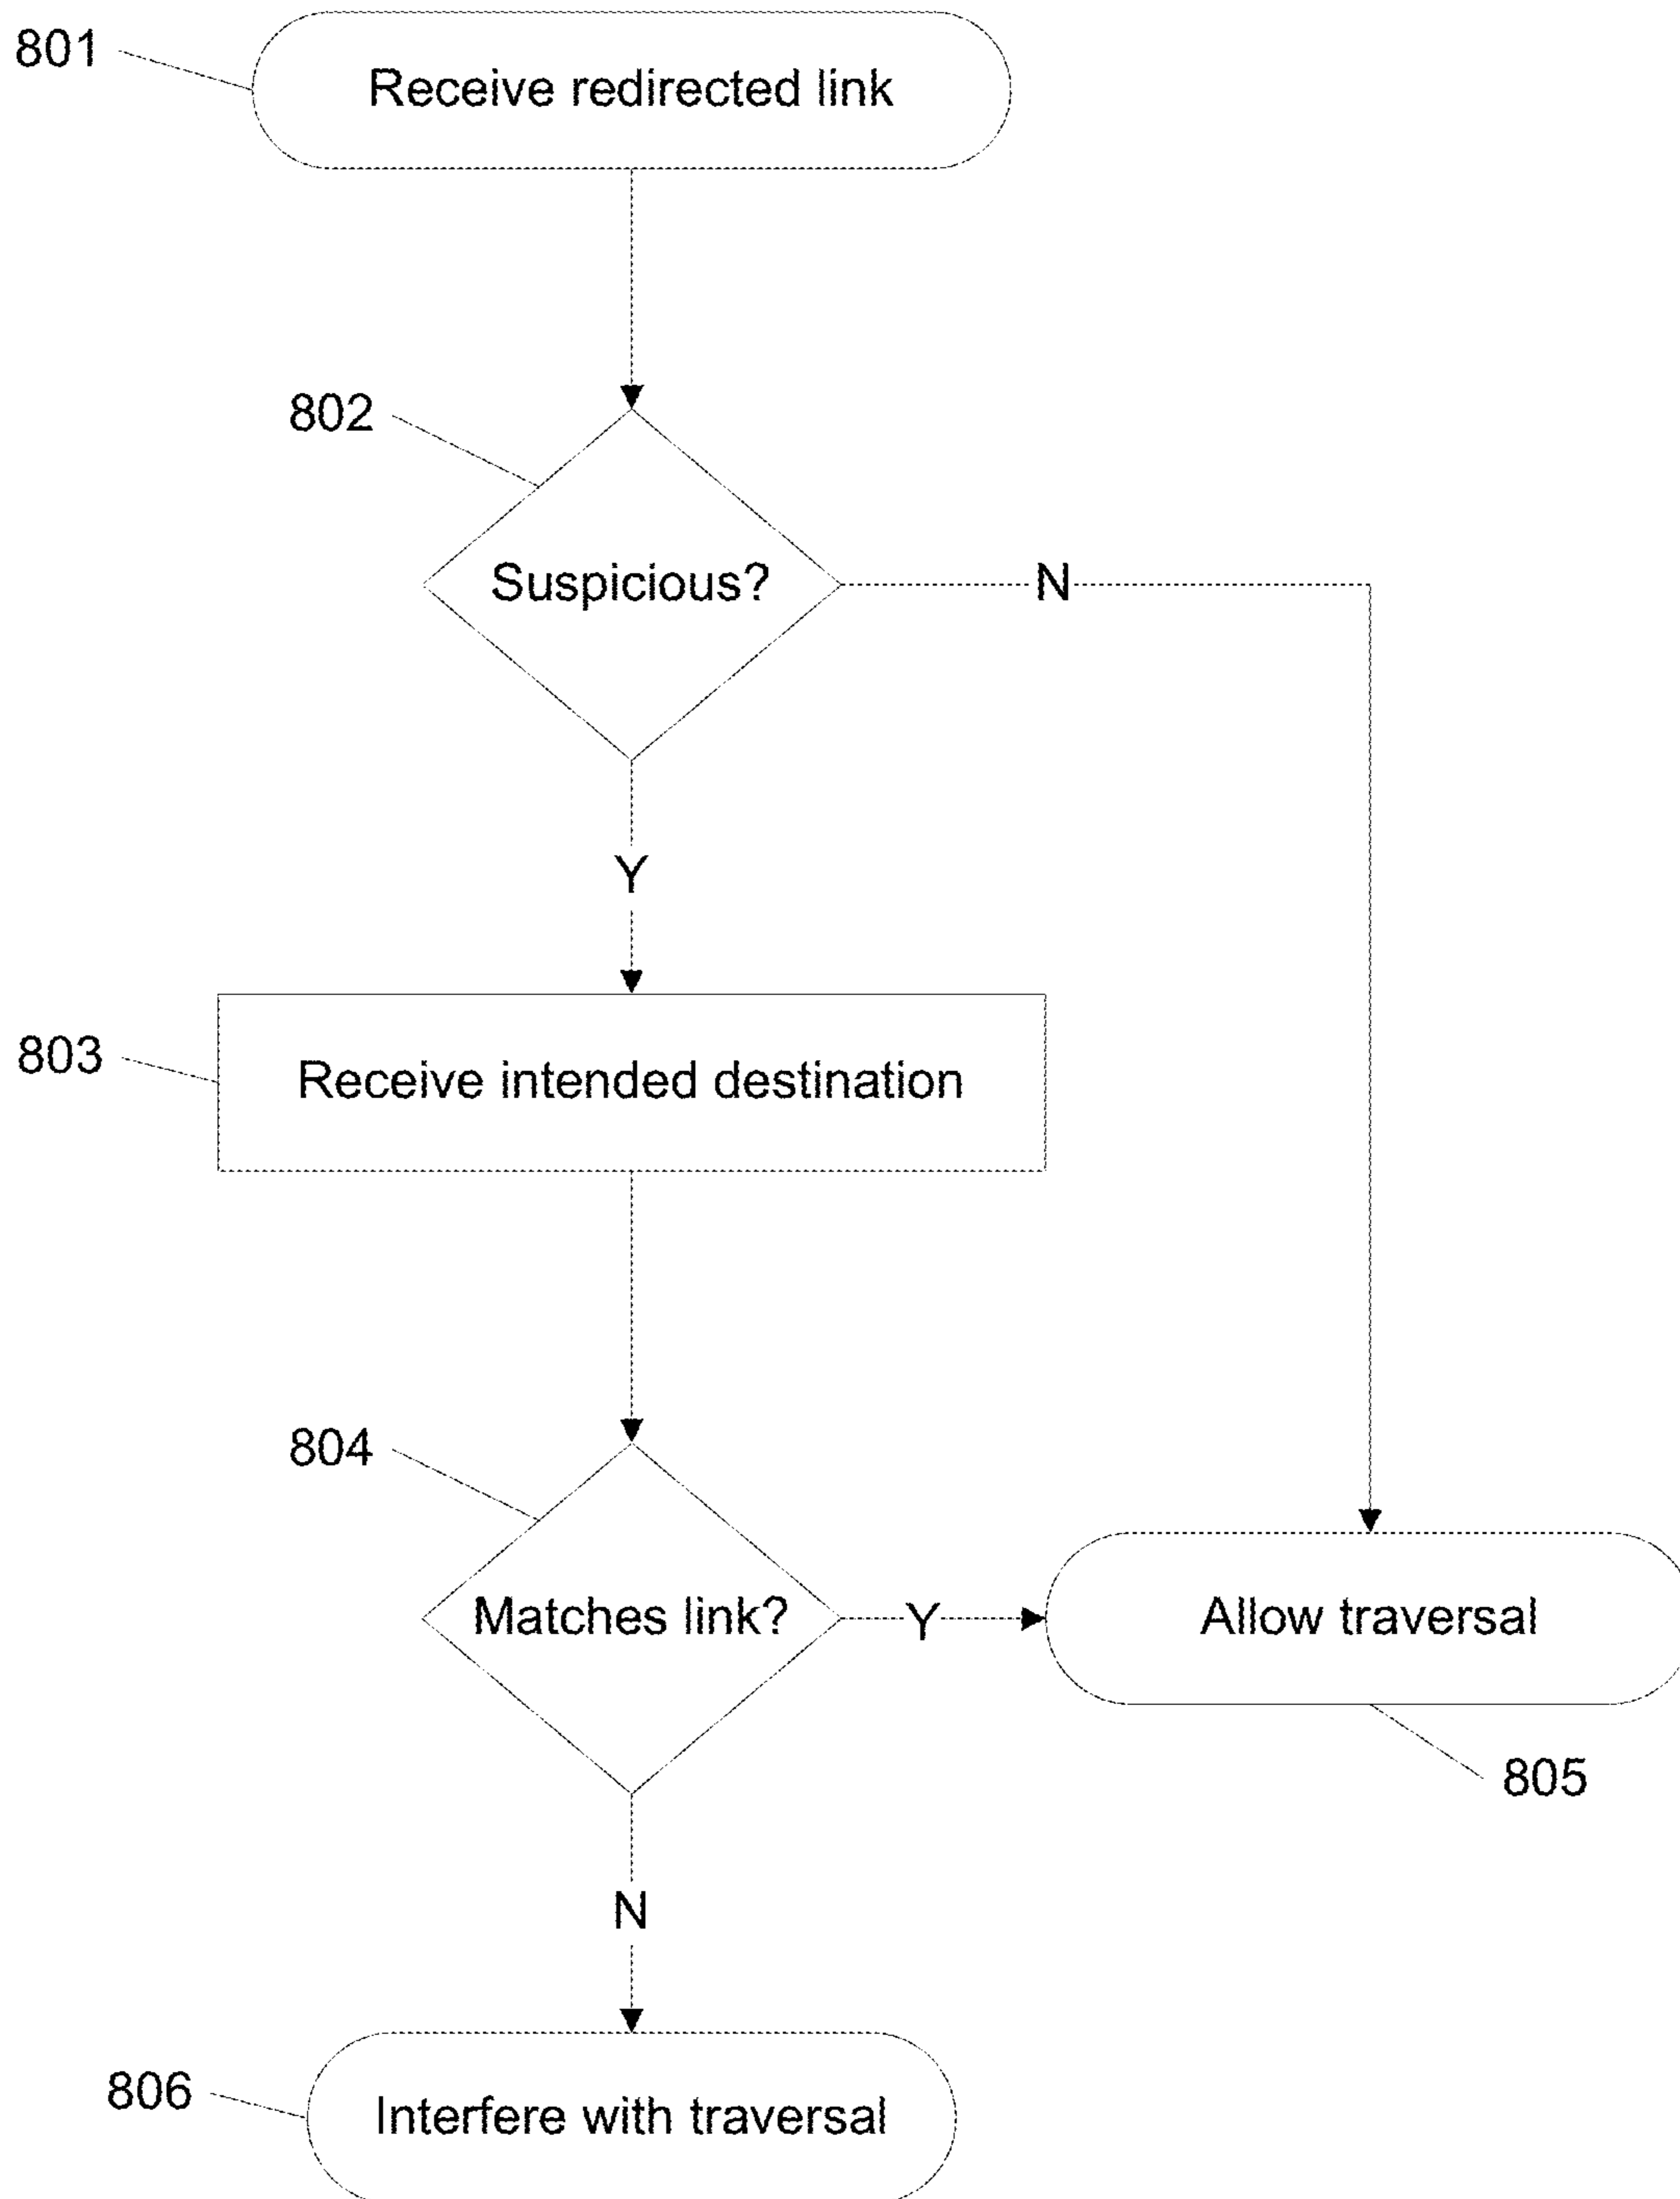 801
Receive redirected link
802
Suspicious?
N
Y
803
Receive intended destination
804
Matches link?
Y
Allow traversal
805
N
806
Interfere with traversal